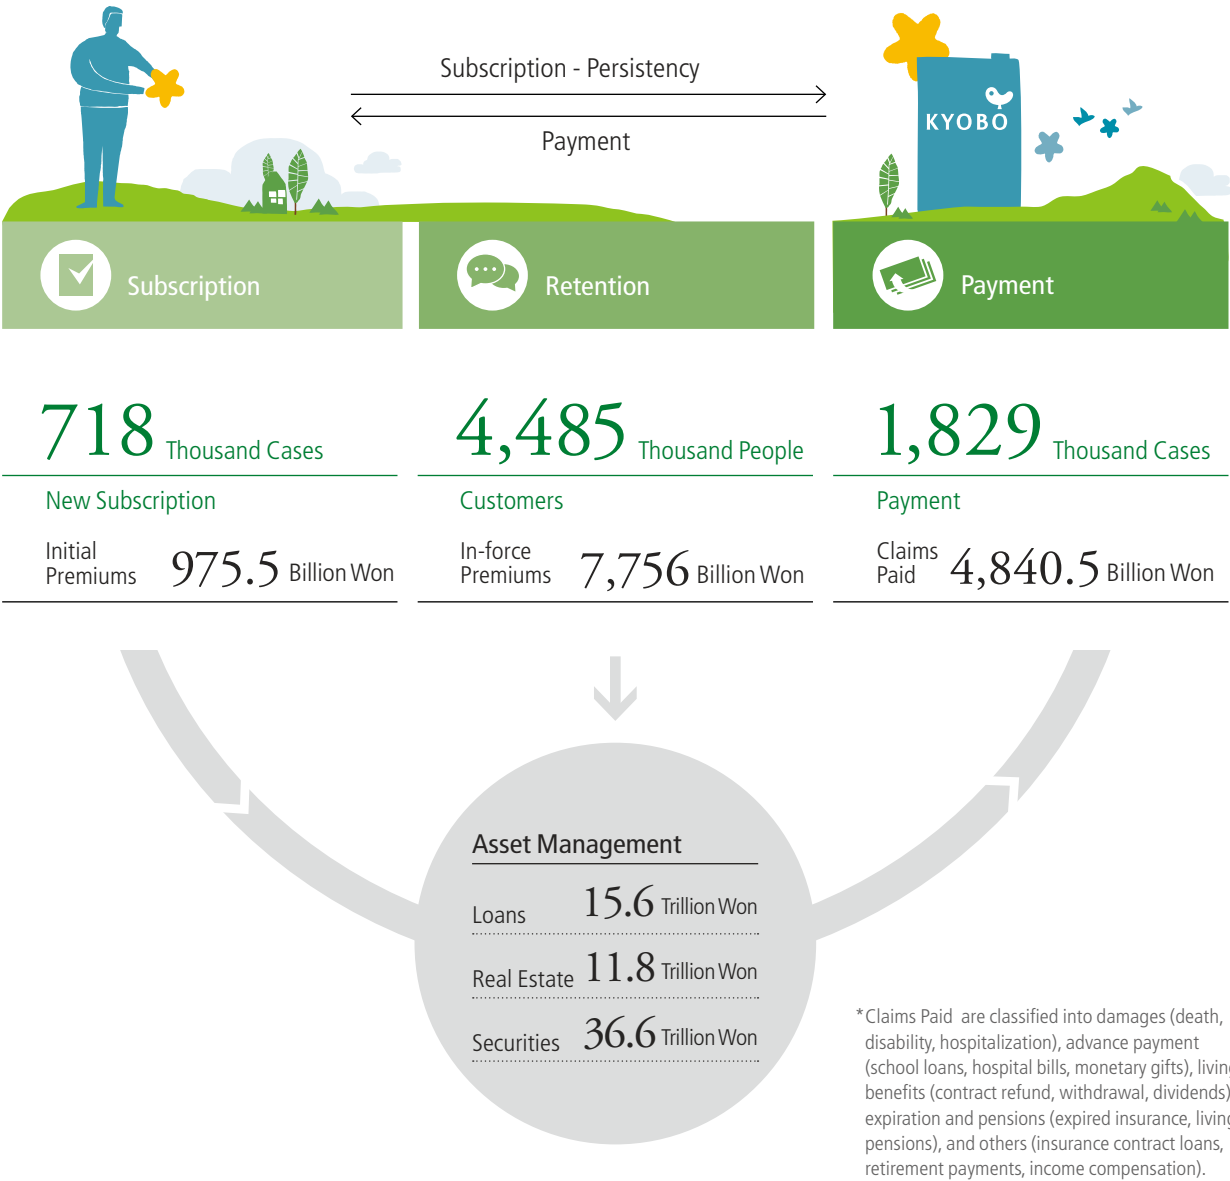 Subscription - Persistency
Payment
KYOBO
Subscription
Retention
Payment
718 Thousand Cases
New Subscription
Initial
Premiums
975.5 Billion Won
4,485 Thousand People
Customers
In-force
Premiums
7,756 Billion Won
1,829 Thousand Cases
Payment
Claims
Paid
4,840.5 Billion Won
Asset Management
Loans 15.6 Trillion Won
Real Estate 11.8 Trillion Won
Securities 36.6 Trillion Won
*Claims Paid are classified into damages (death,
disability, hospitalization), advance payment
(school loans, hospital bills, monetary gifts), livin
benefits (contract refund, withdrawal, dividends)
expiration and pensions (expired insurance, livin
pensions), and others (insurance contract loans,
retirement payments, income compensation).